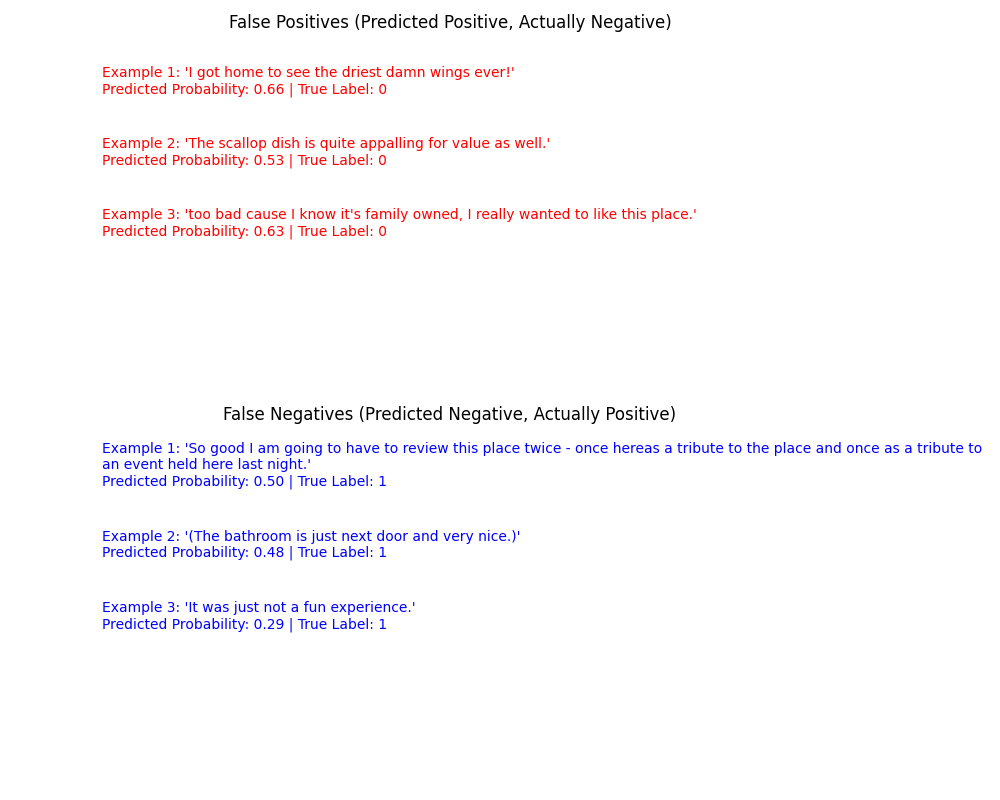 False Positives (Predicted Positive, Actually Negative)
Example 1: 'I got home to see the driest damn wings ever!'
Predicted Probability: 0.66 | True Label: 0
Example 2: 'The scallop dish is quite appalling for value as well.'
Predicted Probability: 0.53 | True Label: 0
Example 3: 'too bad cause I know it's family owned, I really wanted to like this place.'
Predicted Probability: 0.63 | True Label: 0
False Negatives (Predicted Negative, Actually Positive)
Example 1: 'So good I am going to have to review this place twice - once hereas a tribute to the place and once as a tribute to
an event held here last night.'
Predicted Probability: 0.50 | True Label: 1
Example 2: '(The bathroom is just next door and very nice.)'
Predicted Probability: 0.48 | True Label: 1
Example 3: 'It was just not a fun experience.'
Predicted Probability: 0.29 | True Label: 1